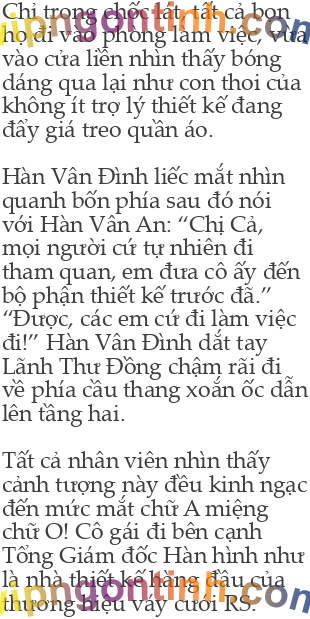 Chỉ trong chốc lát, tất cả bọn
họ đi vào phòng làm việc, vừa
vào cửa liền nhìn thấy bóng
dáng qua lại như con thoi của
không ít trợ lý thiết kế đang
đẩy giá treo quần áo.

Hàn Vân Đình liếc mắt nhìn
quanh bốn phía sau đó nói
với Hàn Vân An: “Chị Cả,
mọi người cứ tự nhiên đi
tham quan, em đưa cô ấy đến
bộ phận thiết kế trước đã.”
“Được, các em cứ đi làm việc
đi!” Hàn Vân Đình dắt tay
Lãnh Thư Đồng chậm rãi đi
về phía cầu thang xoắn ốc dẫn
lên tầng hai.

Tất cả nhân viên nhìn thấy
cảnh tượng này đều kinh ngạc
đến mức mắt chữ A miệng
chữ O! Cô gái đi bên cạnh
Tổng Giám đốc Hàn hình như
là nhà thiết kế hàng đầu của
thương hiệu váy cưới RS.
vipngontinh.com
vipngontinh.com